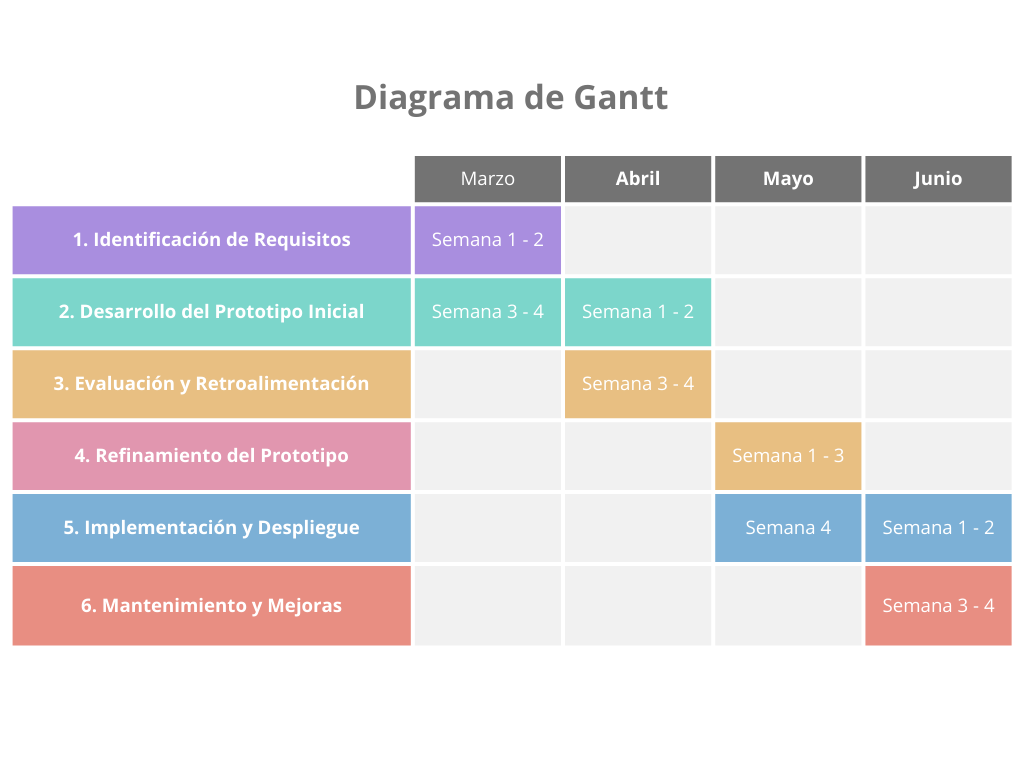 Diagrama de Gantt
Marzo Abril Mayo Junio
1. Identificación de Requisitos Semana 1 - 2
2. Desarrollo del Prototipo Inicial Semana 3 - 4 Semana 1 - 2
3. Evaluación y Retroalimentación Semana 3 - 4
4. Refinamiento del Prototipo Semana 1 - 3
5. Implementación y Despliegue Semana 4 Semana 1 - 2
6. Mantenimiento y Mejoras Semana 3 - 4